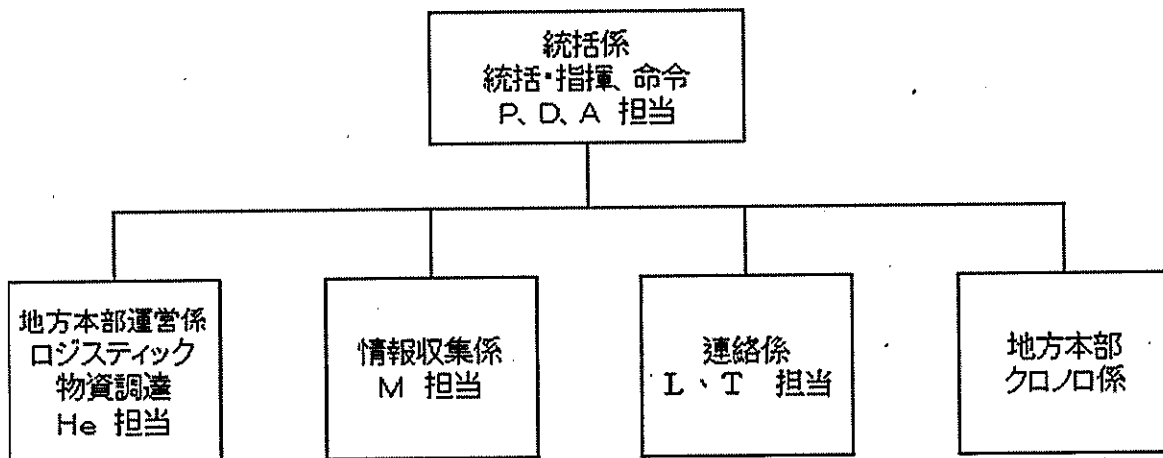 統括係
統括・指揮、命令
P、D、A 担当
地方本部運営係
ロジスティック
物資調達
He 担当
情報収集係
M 担当
連絡係
L、T 担当
地方本部
クロノロ係